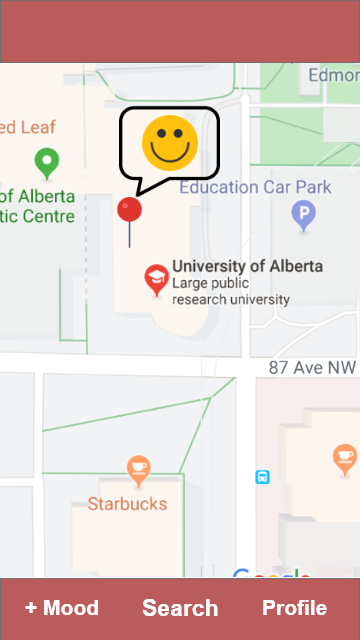 Edmon
ed Leaf
of Alberta
tic Centre
Education Car Park
P
University of Alberta
Large public
research university
87 Ave NW
Starbucks
Google
+ Mood
Search
Profile